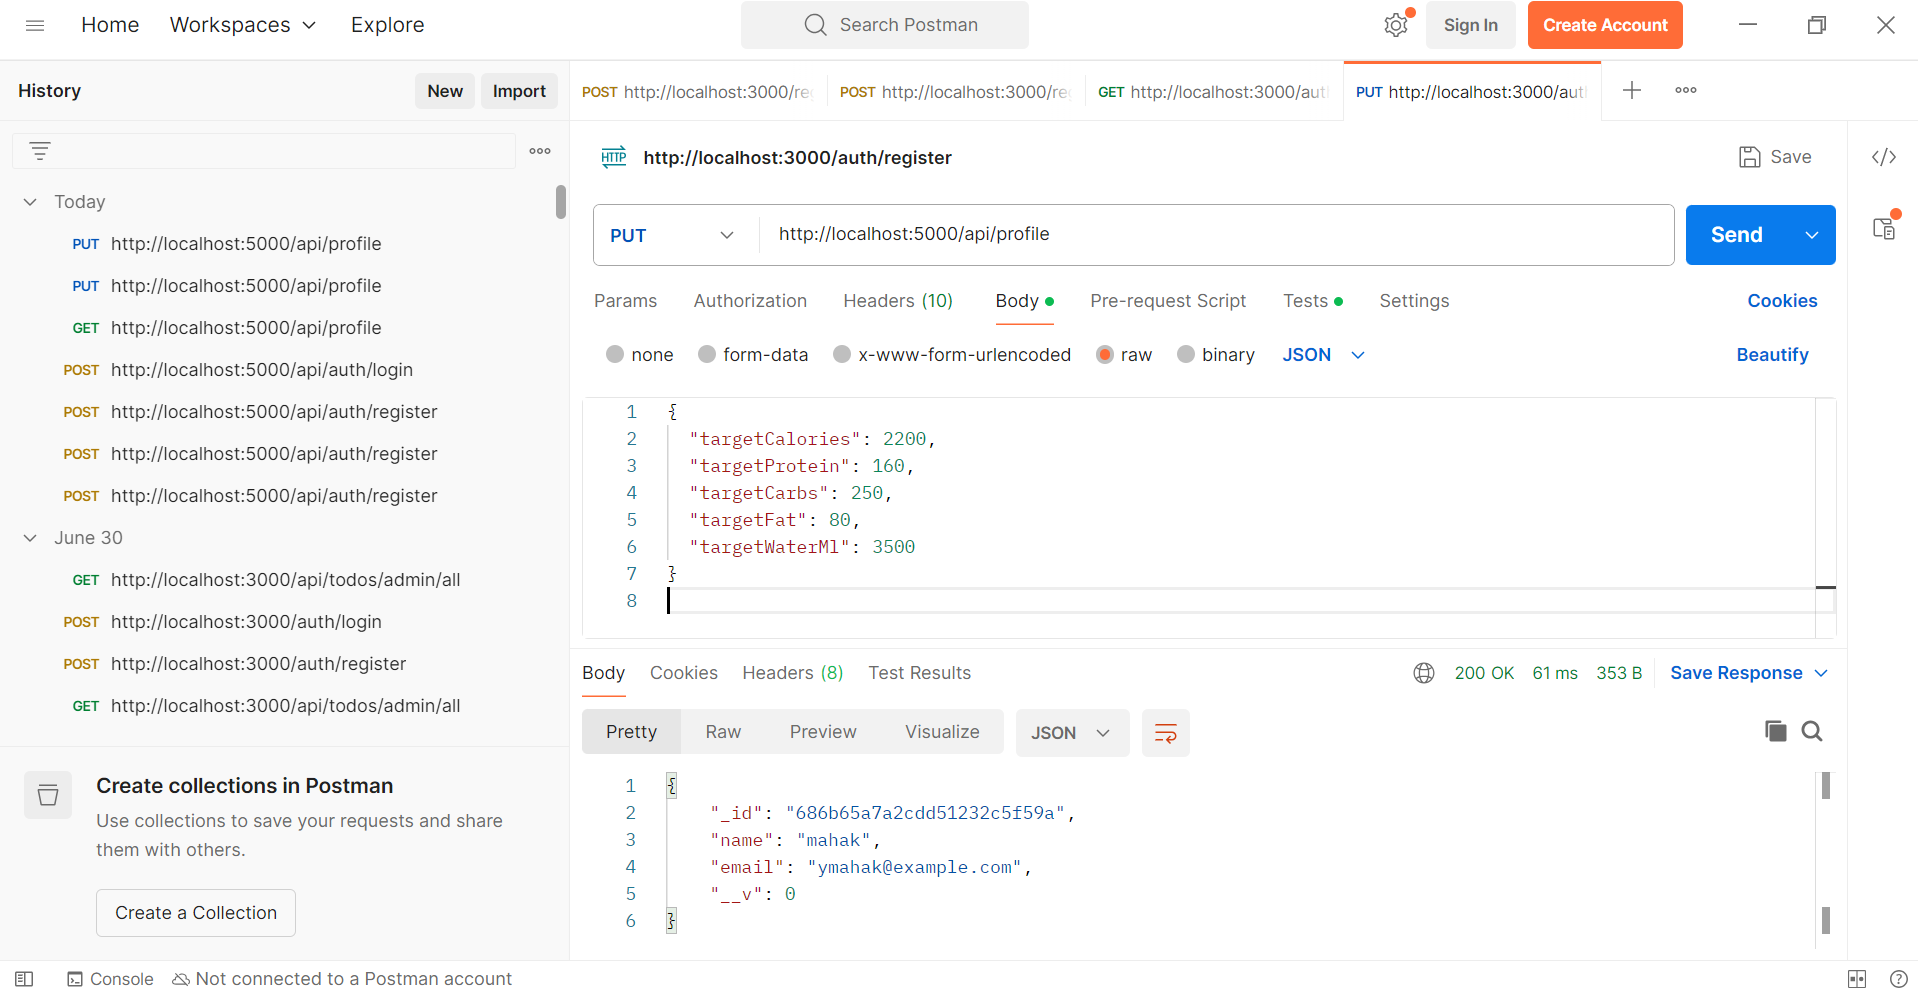 Home Workspaces Explore Search Postman Sign In Create Account
History New Import
POST http://localhost:3000/re POST http://localhost:3000/re GET http://localhost:3000/aut PUT http://localhost:3000/aut
HTTP http://localhost:3000/auth/register Save
Today
PUT http://localhost:5000/api/profile
PUT http://localhost:5000/api/profile
GET http://localhost:5000/api/profile
POST http://localhost:5000/api/auth/login
POST http://localhost:5000/api/auth/register
POST http://localhost:5000/api/auth/register
POST http://localhost:5000/api/auth/register
June 30
GET http://localhost:3000/api/todos/admin/all
POST http://localhost:3000/auth/login
POST http://localhost:3000/auth/register
GET http://localhost:3000/api/todos/admin/all
Create collections in Postman
Use collections to save your requests and share
them with others.
Create a Collection
PUT http://localhost:5000/api/profile Send
Params Authorization Headers (10) Body Pre-request Script Tests Settings Cookies
none form-data x-www-form-urlencoded raw binary JSON Beautify
1 {
2 "targetCalories": 2200,
3 "targetProtein": 160,
4 "targetCarbs": 250,
5 "targetFat": 80,
6 "targetWaterMl": 3500
7 }
8
Body Cookies Headers (8) Test Results 200 OK 61 ms 353 B Save Response
Pretty Raw Preview Visualize JSON
1 {
2 "_id": "686b65a7a2cdd51232c5f59a",
3 "name": "mahak",
4 "email": "ymahak@example.com",
5 "__v": 0
6 }
Console Not connected to a Postman account